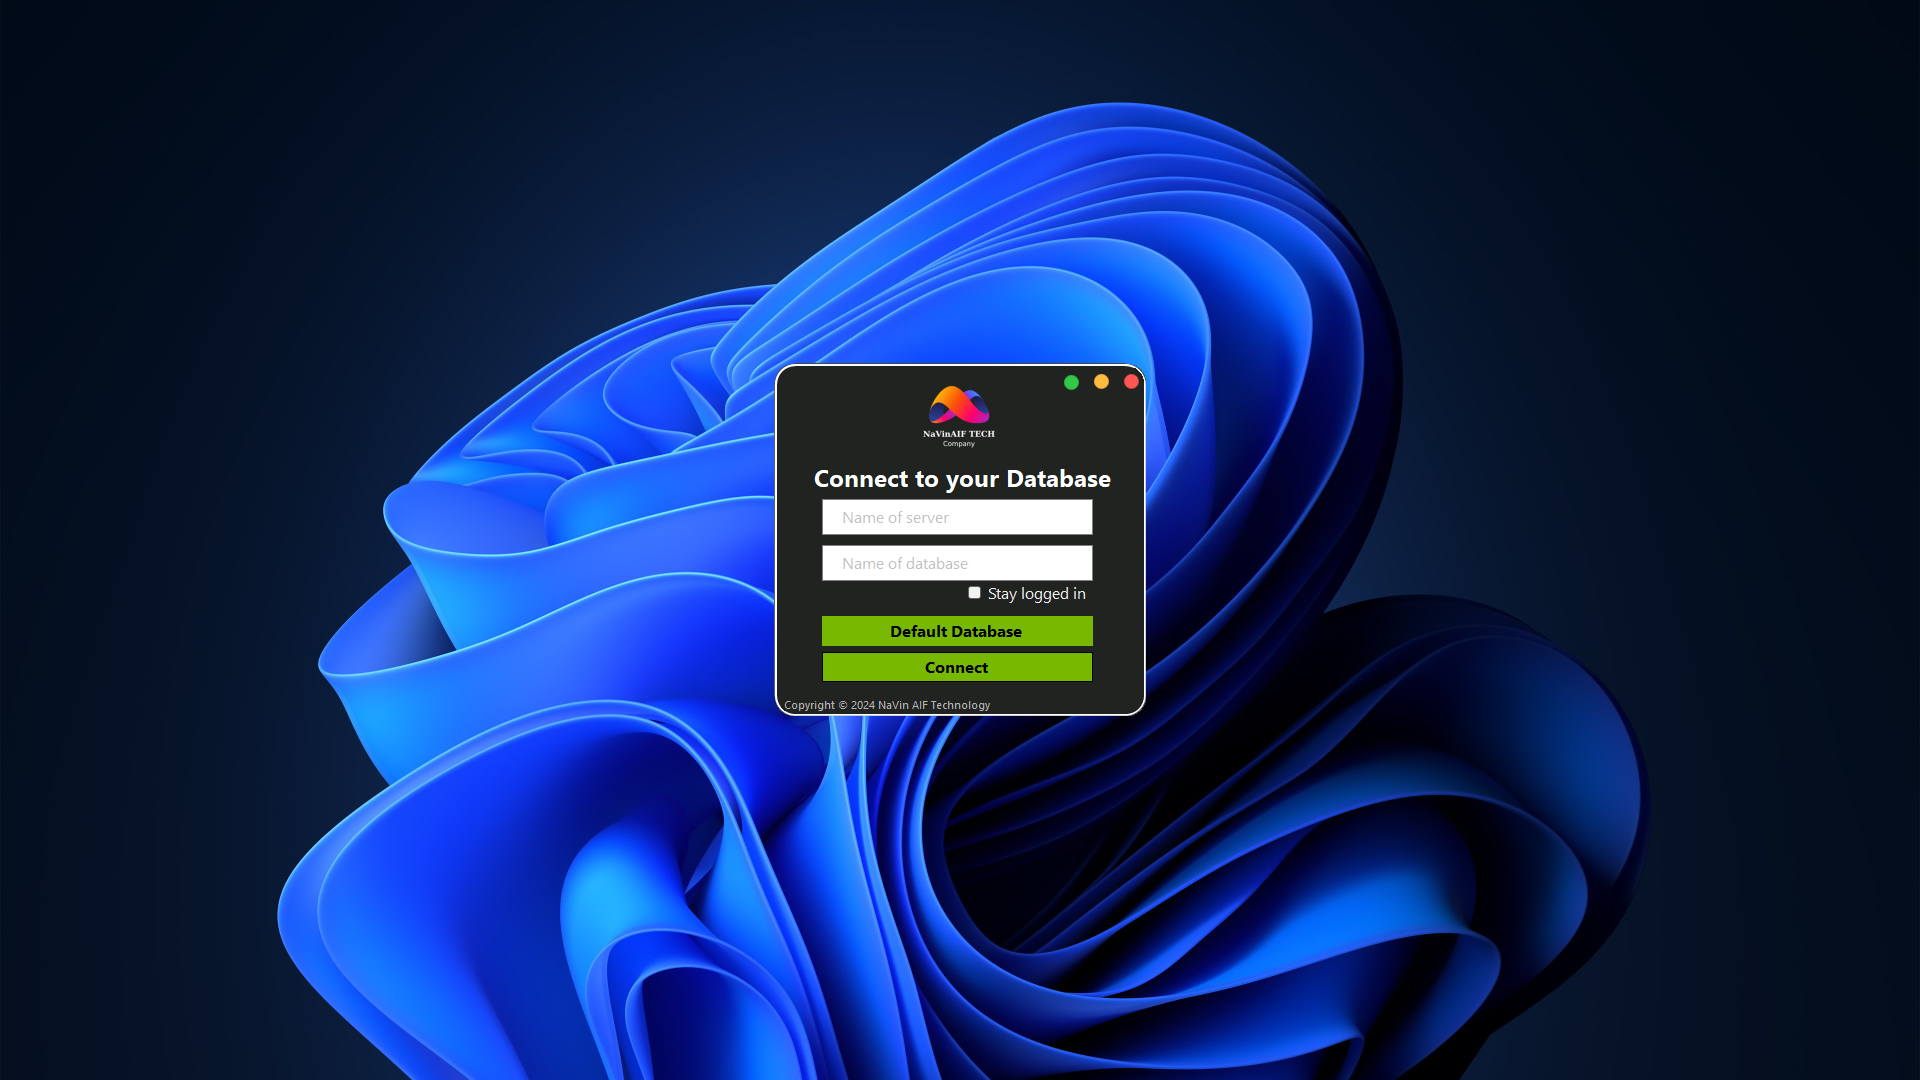 NaVinAIF TECH
Company
Connect to your Database
Name of server
Name of database
Stay logged in
Default Database
Connect
Copyright © 2024 NaVin AIF Technology